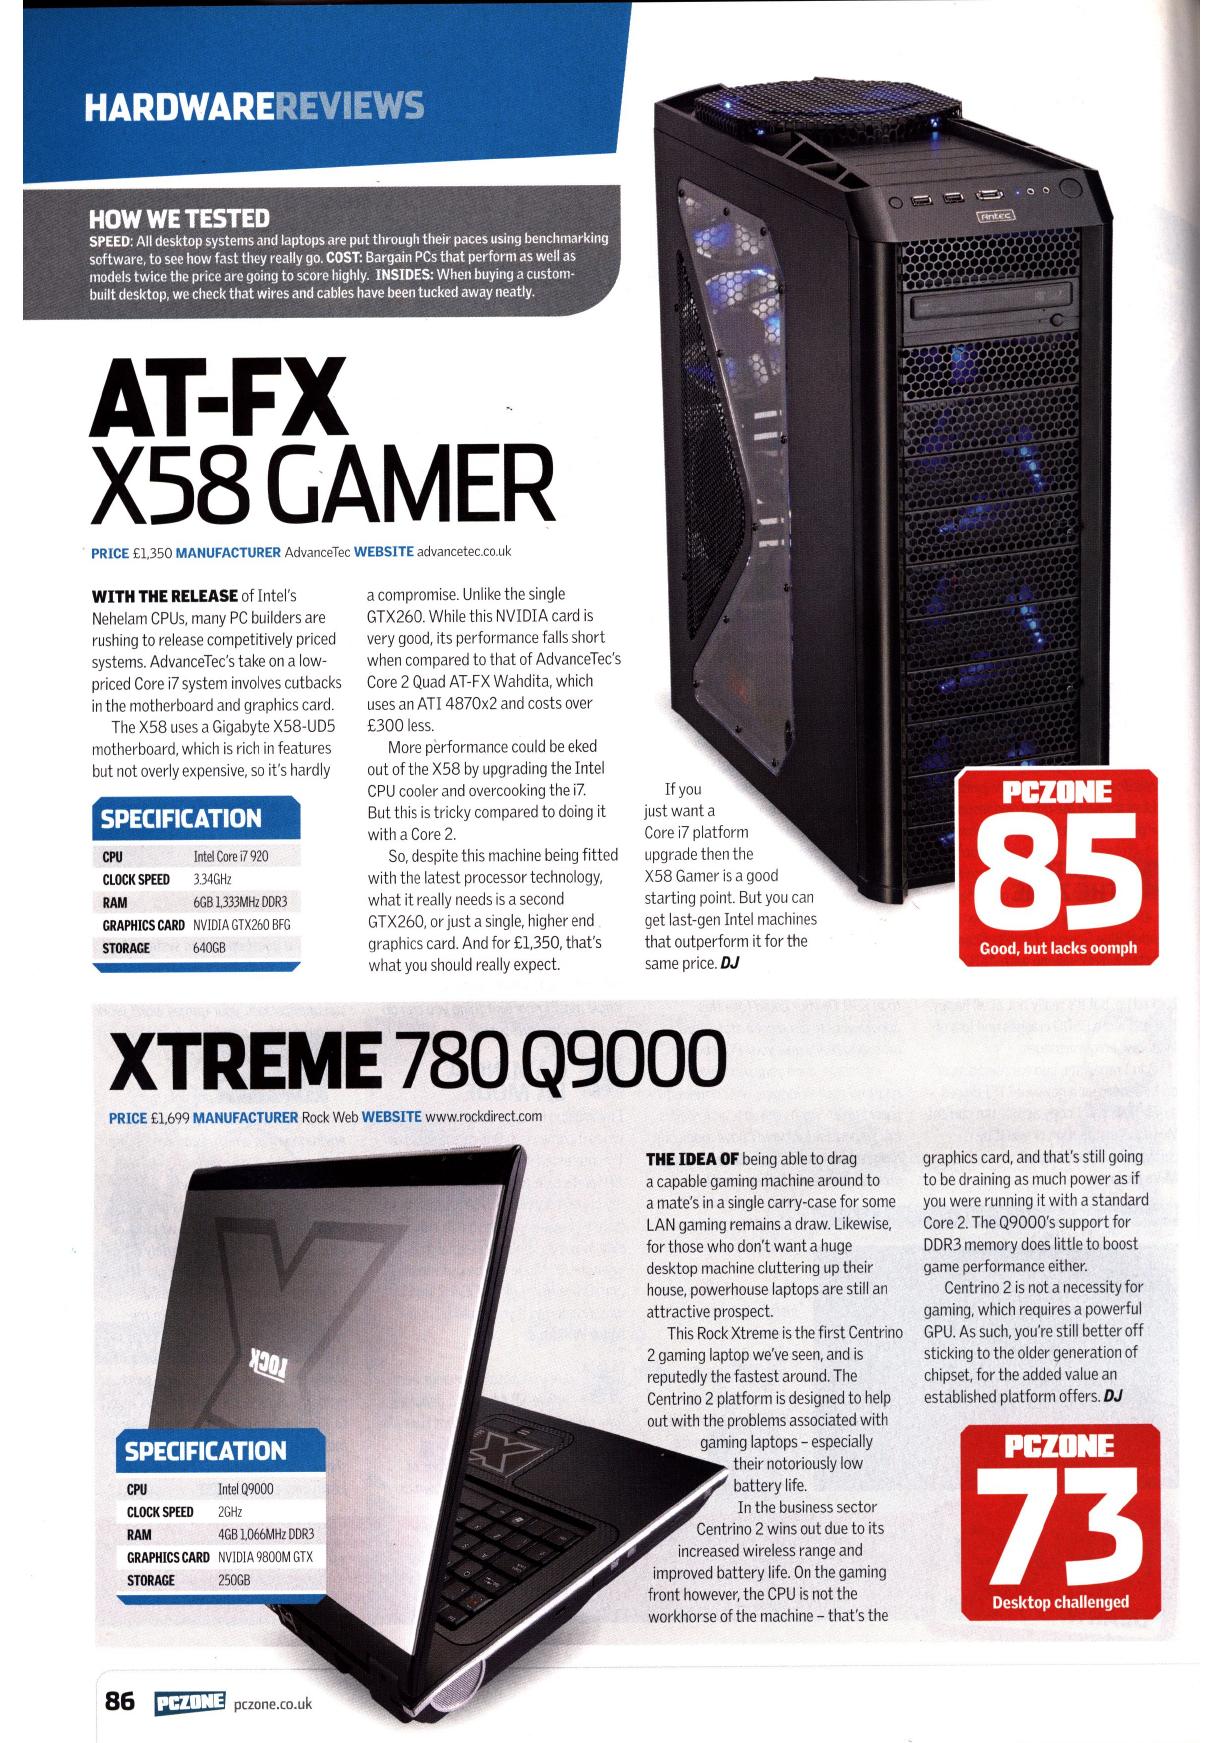 HARDWAREREVIEWS
HOW WE TESTED
SPEED: All desktop systems and laptops are put through their paces using benchmarking
software, to see how fast they really go. COST: Bargain PCs that perform as well as
models twice the price are going to score highly. INSIDES: When buying a custom-
built desktop, we check that wires and cables have been tucked away neatly.
Antec
AT-FX
X58 GAMER
PRICE £1,350 MANUFACTURER AdvanceTec WEBSITE advancetec.co.uk
WITH THE RELEASE of Intel's
Nehelam CPUs, many PC builders are
rushing to release competitively priced
systems. AdvanceTec's take on a low-
priced Core i7 system involves cutbacks
in the motherboard and graphics card.
The X58 uses a Gigabyte X58-UD5
motherboard, which is rich in features
but not overly expensive, so it's hardly
a compromise. Unlike the single
GTX260. While this NVIDIA card is
very good, its performance falls short
when compared to that of AdvanceTec's
Core 2 Quad AT-FX Wahdita, which
uses an ATI 4870x2 and costs over
£300 less.
More performance could be eked
out of the X58 by upgrading the Intel
CPU cooler and overcooking the i7.
But this is tricky compared to doing it
with a Core 2.
So, despite this machine being fitted
with the latest processor technology,
what it really needs is a second
GTX260, or just a single, higher end
graphics card. And for £1,350, that's
what you should really expect.
If you
just want a
Core i7 platform
upgrade then the
X58 Gamer is a good
starting point. But you can
get last-gen Intel machines
that outperform it for the
same price. DJ
SPECIFICATION
CPU Intel Core i7 920
CLOCK SPEED 3.34GHz
RAM 6GB 1,333MHz DDR3
GRAPHICS CARD NVIDIA GTX260 BFG
STORAGE 640GB
PCZONE
85
Good, but lacks oomph
XTREME 780 Q9000
PRICE £1,699 MANUFACTURER Rock Web WEBSITE www.rockdirect.com
rock
THE IDEA OF being able to drag
a capable gaming machine around to
a mate's in a single carry-case for some
LAN gaming remains a draw. Likewise,
for those who don't want a huge
desktop machine cluttering up their
house, powerhouse laptops are still an
attractive prospect.
This Rock Xtreme is the first Centrino
2 gaming laptop we've seen, and is
reputedly the fastest around. The
Centrino 2 platform is designed to help
out with the problems associated with
gaming laptops – especially
their notoriously low
battery life.
In the business sector
Centrino 2 wins out due to its
increased wireless range and
improved battery life. On the gaming
front however, the CPU is not the
workhorse of the machine – that's the
graphics card, and that's still going
to be draining as much power as if
you were running it with a standard
Core 2. The Q9000's support for
DDR3 memory does little to boost
game performance either.
Centrino 2 is not a necessity for
gaming, which requires a powerful
GPU. As such, you're still better off
sticking to the older generation of
chipset, for the added value an
established platform offers. DJ
SPECIFICATION
CPU Intel Q9000
CLOCK SPEED 2GHz
RAM 4GB 1,066MHz DDR3
GRAPHICS CARD NVIDIA 9800M GTX
STORAGE 250GB
PCZONE
73
Desktop challenged
86 PCZONE pczone.co.uk